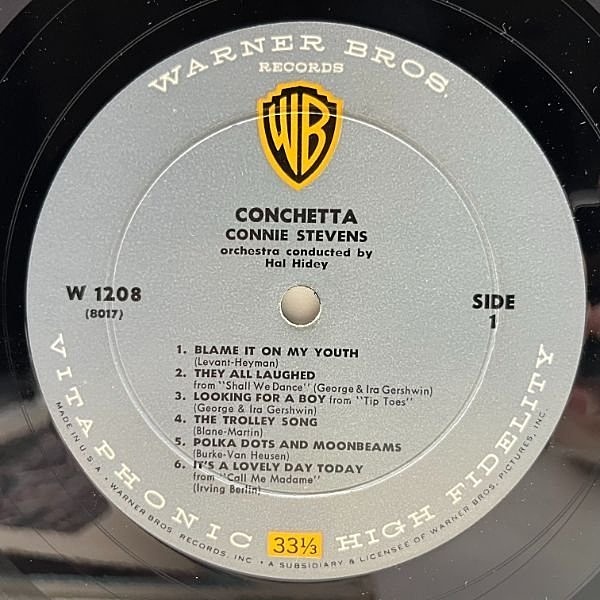 WARNER BROS.
RECORDS
WB
CONCHETTA
CONNIE STEVENS
orchestra conducted by
Hal Hidey
W 1208
(8017)
SIDE
1
1. BLAME IT ON MY YOUTH
(Levant-Heyman)
2. THEY ALL LAUGHED
from "Shall We Dance" (George & Ira Gershwin)
3. LOOKING FOR A BOY from "Tip Toes"
(George & Ira Gershwin)
4. THE TROLLEY SONG
(Blane-Martin)
5. POLKA DOTS AND MOONBEAMS
(Burke-Van Heusen)
6. IT'S A LOVELY DAY TODAY
from "Call Me Madame"
(Irving Berlin)
VITAPHONIC HIGH FIDELITY
33⅓
MADE IN U.S.A. • WARNER BROS. RECORDS, INC. • A SUBSIDIARY & LICENSEE OF WARNER BROS. PICTURES, INC.